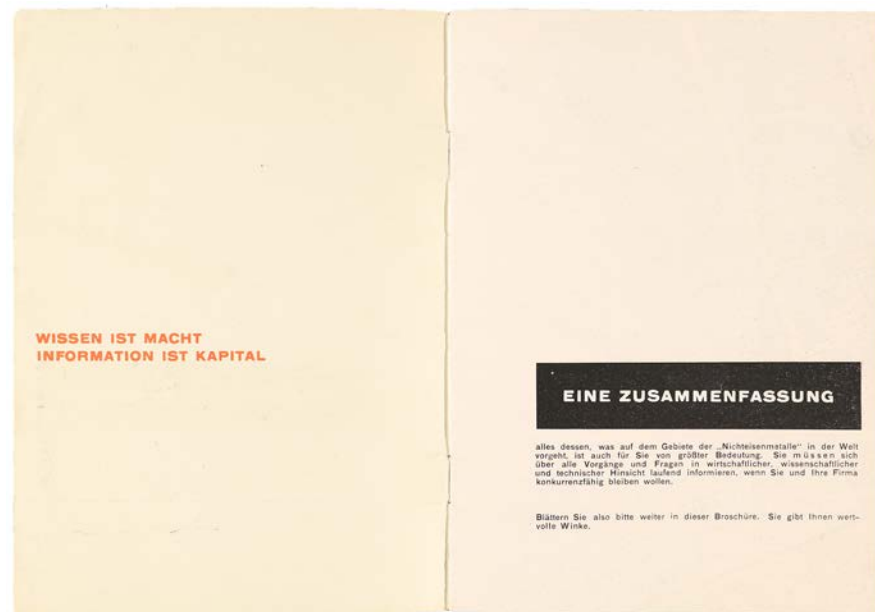 WISSEN IST MACHT
INFORMATION IST KAPITAL
EINE ZUSAMMENFASSUNG
alles dessen, was auf dem Gebiete der „Nichteisenmetalle" in der Welt
vorgeht, ist auch für Sie von größter Bedeutung. Sie müssen sich
über alle Vorgänge und Fragen in wirtschaftlicher, wissenschaftlicher
und technischer Hinsicht laufend informieren, wenn Sie und Ihre Firma
konkurrenzfähig bleiben wollen.
Blättern Sie also bitte weiter in dieser Broschüre. Sie gibt Ihnen wert-
volle Winke.